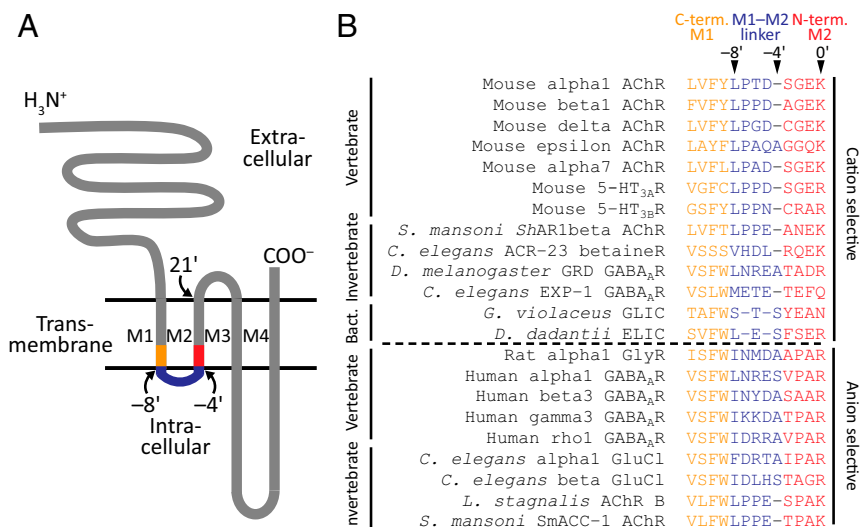 A
H₃N⁺
Extra-
cellular
COO⁻
21'
Trans-
membrane
M1 M2 M3 M4
–8' –4'
Intra-
cellular
B
C-term. M1–M2 N-term.
M1 linker M2
–8' –4' 0'
Vertebrate
Mouse alpha1 AChR LVFYLPTD-SGEK
Mouse beta1 AChR FVFYLPPD-AGEK
Mouse delta AChR LVFYLPGD-CGEK
Mouse epsilon AChR LAYFLPAQAGGQK
Mouse alpha7 AChR LVFLLPAD-SGEK
Mouse 5-HT₃ₐR VGFCLPPD-SGER
Mouse 5-HT₃ʙR GSFYLPPN-CRAR
Invertebrate
S. mansoni ShAR1beta AChR LVFTLPPE-ANEK
C. elegans ACR-23 betaineR VSSSVHDL-RQEK
D. melanogaster GRD GABAₐR VSFWLNREATADR
C. elegans EXP-1 GABAₐR VSLWMETE-TEFQ
Bact.
G. violaceus GLIC TAFWS-T-SYEAN
D. dadantii ELIC SVFWL-E-SFSER
Cation selective
Vertebrate
Rat alpha1 GlyR ISFWINMDAAPAR
Human alpha1 GABAₐR VSFWLNRESVPAR
Human beta3 GABAₐR VSFWINYDASAAR
Human gamma3 GABAₐR VSFWIKKDATPAR
Human rho1 GABAₐR VSFWIDRRAVPAR
nvertebrate
C. elegans alpha1 GluCl VSFWFDRTAIPAR
C. elegans beta GluCl VSFWIDLHSTAGR
L. stagnalis AChR B VLFWLPPE-SPAK
S. mansoni SmACC-1 AChR VLFWLPPE-TPAK
Anion selective